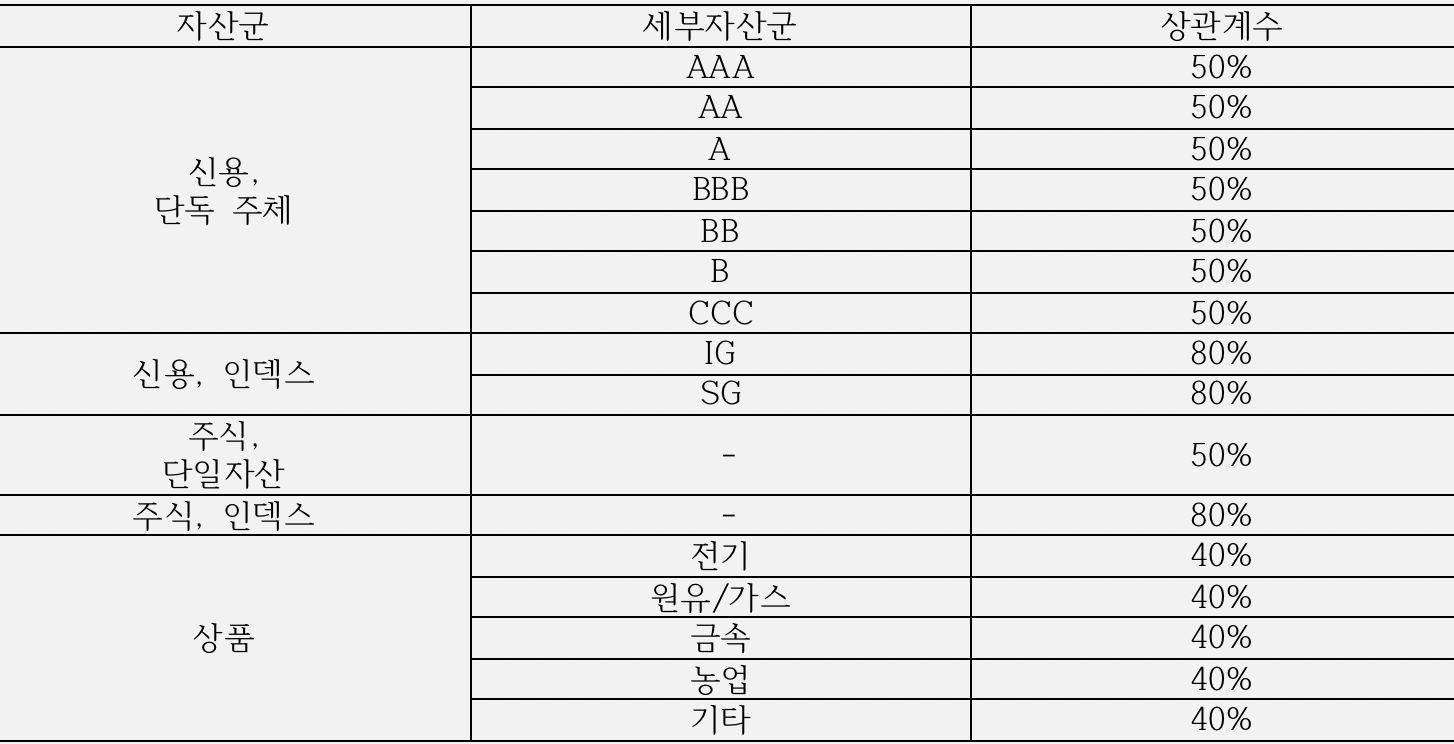 자산군 세부자산군 상관계수
신용,
단독 주체
AAA 50%
AA 50%
A 50%
BBB 50%
BB 50%
B 50%
CCC 50%
신용, 인덱스
IG 80%
SG 80%
주식,
단일자산
- 50%
주식, 인덱스 - 80%
상품
전기 40%
원유/가스 40%
금속 40%
농업 40%
기타 40%